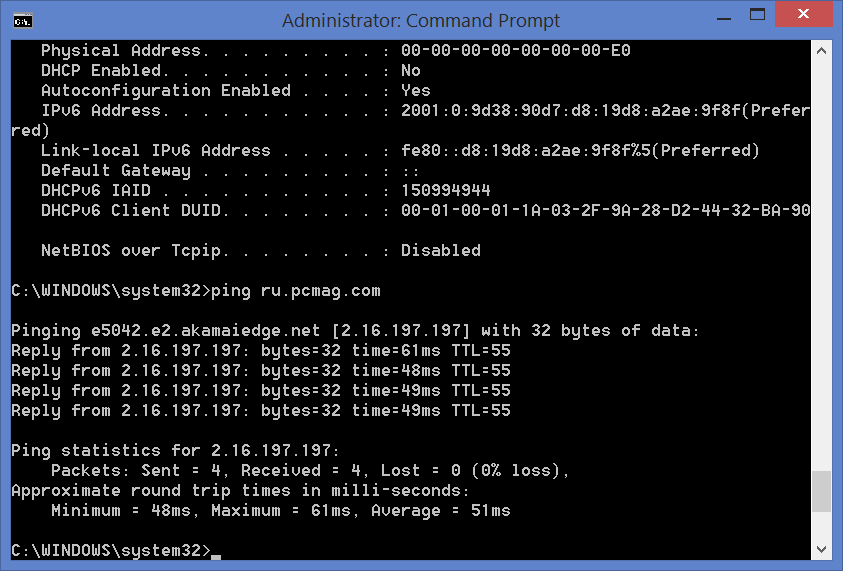 Administrator: Command Prompt
Physical Address. . . . . . . . . : 00-00-00-00-00-00-00-E0
DHCP Enabled. . . . . . . . . . . : No
Autoconfiguration Enabled . . . . : Yes
IPv6 Address. . . . . . . . . . . : 2001:0:9d38:90d7:d8:19d8:a2ae:9f8f(Prefer
red)
Link-local IPv6 Address . . . . . : fe80::d8:19d8:a2ae:9f8f%5(Preferred)
Default Gateway . . . . . . . . . : ::
DHCPv6 IAID . . . . . . . . . . . : 150994944
DHCPv6 Client DUID. . . . . . . . : 00-01-00-01-1A-03-2F-9A-28-D2-44-32-BA-90
NetBIOS over Tcpip. . . . . . . . : Disabled
C:\WINDOWS\system32>ping ru.pcmag.com
Pinging e5042.e2.akamaiedge.net [2.16.197.197] with 32 bytes of data:
Reply from 2.16.197.197: bytes=32 time=61ms TTL=55
Reply from 2.16.197.197: bytes=32 time=48ms TTL=55
Reply from 2.16.197.197: bytes=32 time=49ms TTL=55
Reply from 2.16.197.197: bytes=32 time=49ms TTL=55
Ping statistics for 2.16.197.197:
Packets: Sent = 4, Received = 4, Lost = 0 (0% loss),
Approximate round trip times in milli-seconds:
Minimum = 48ms, Maximum = 61ms, Average = 51ms
C:\WINDOWS\system32>_